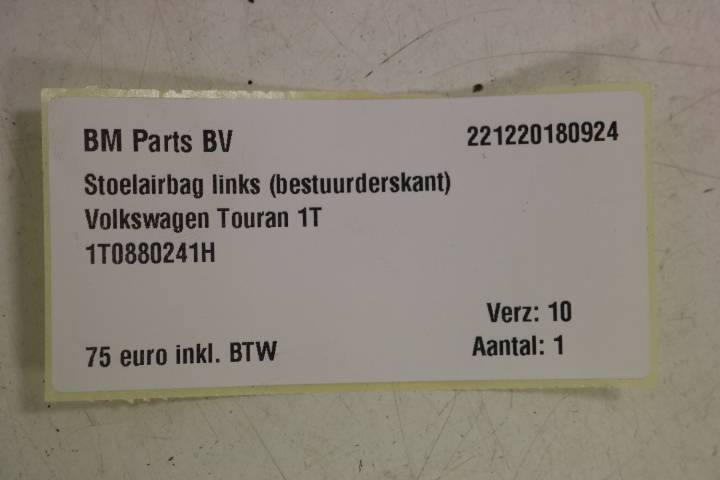 BM Parts BV 221220180924
Stoelairbag links (bestuurderskant)
Volkswagen Touran 1T
1T0880241H
Verz: 10
75 euro inkl. BTW Aantal: 1